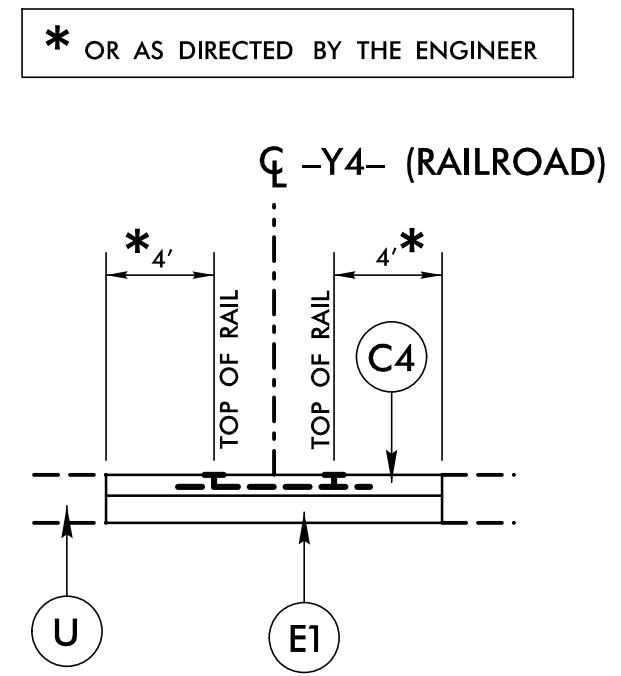 * OR AS DIRECTED BY THE ENGINEER
℄ –Y4– (RAILROAD)
* 4' 4' *
TOP OF RAIL
TOP OF RAIL
C4
U
E1